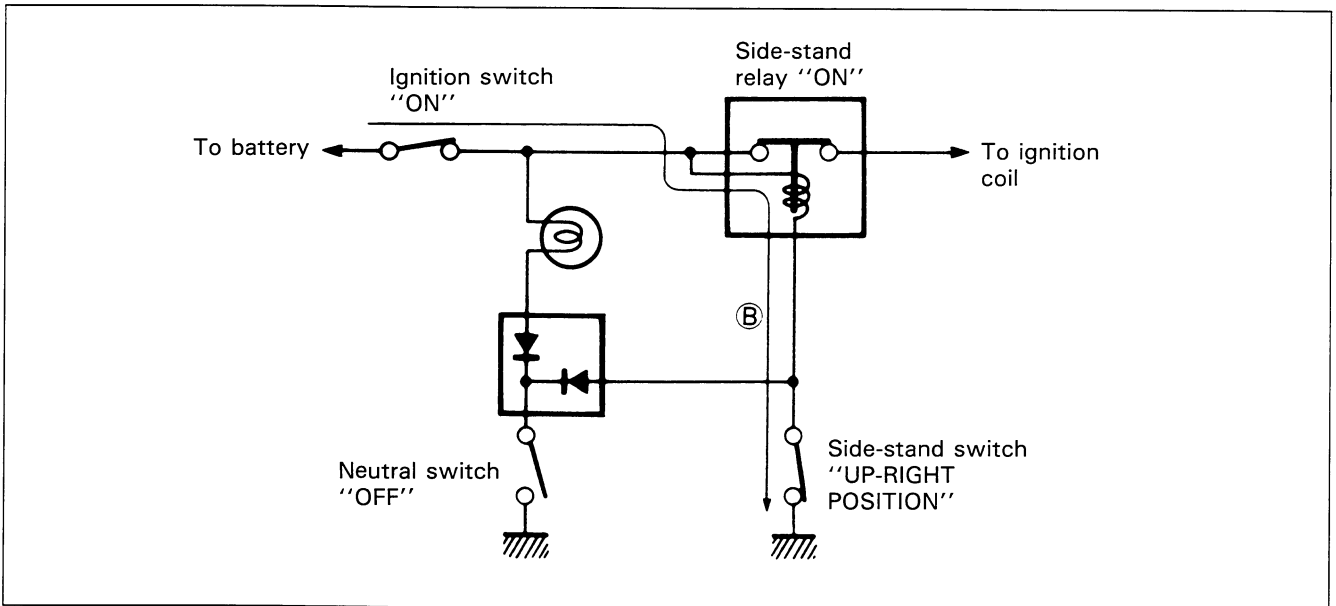 Side-stand
relay ‘‘ON’’
Ignition switch
‘‘ON’’
To battery
To ignition
coil
B
Neutral switch
‘‘OFF’’
Side-stand switch
‘‘UP-RIGHT
POSITION’’